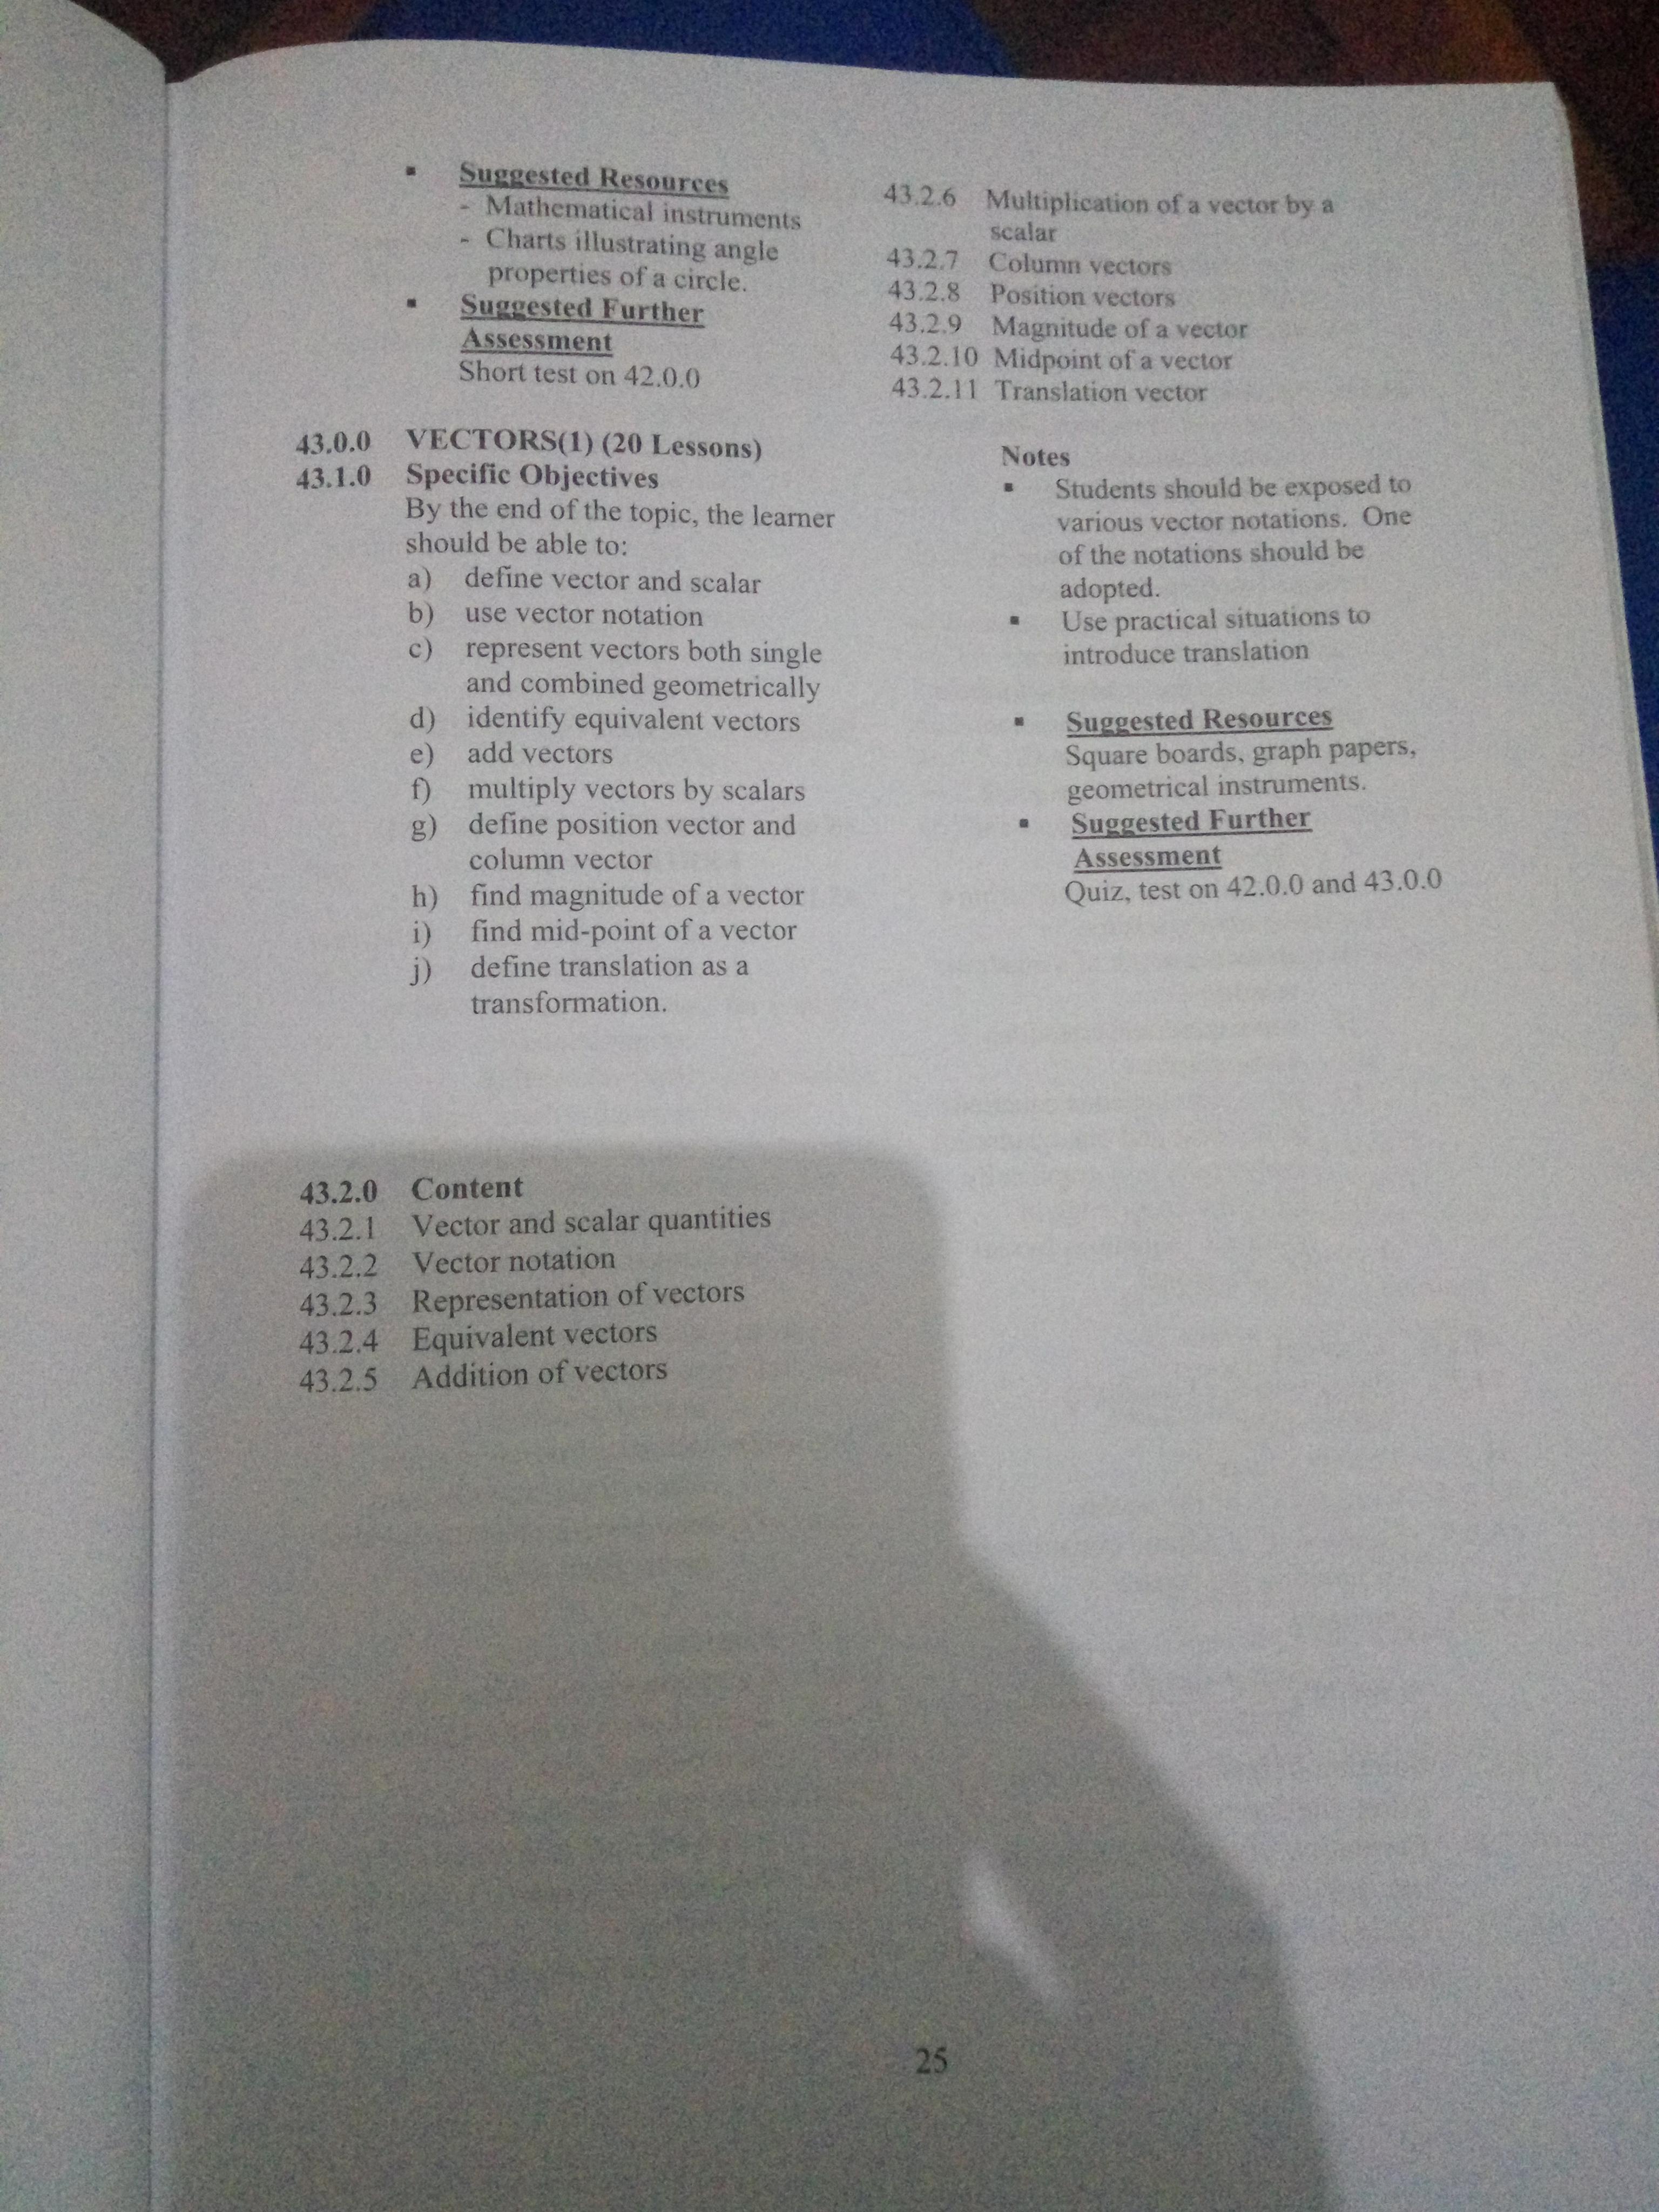 ▪ Suggested Resources
- Mathematical instruments
- Charts illustrating angle
properties of a circle.
▪ Suggested Further
Assessment
Short test on 42.0.0
43.0.0 VECTORS(1) (20 Lessons)
43.1.0 Specific Objectives
By the end of the topic, the learner
should be able to:
a) define vector and scalar
b) use vector notation
c) represent vectors both single
and combined geometrically
d) identify equivalent vectors
e) add vectors
f) multiply vectors by scalars
g) define position vector and
column vector
h) find magnitude of a vector
i) find mid-point of a vector
j) define translation as a
transformation.
43.2.0 Content
43.2.1 Vector and scalar quantities
43.2.2 Vector notation
43.2.3 Representation of vectors
43.2.4 Equivalent vectors
43.2.5 Addition of vectors
43.2.6 Multiplication of a vector by a
scalar
43.2.7 Column vectors
43.2.8 Position vectors
43.2.9 Magnitude of a vector
43.2.10 Midpoint of a vector
43.2.11 Translation vector
Notes
▪ Students should be exposed to
various vector notations. One
of the notations should be
adopted.
▪ Use practical situations to
introduce translation
▪ Suggested Resources
Square boards, graph papers,
geometrical instruments.
▪ Suggested Further
Assessment
Quiz, test on 42.0.0 and 43.0.0
25